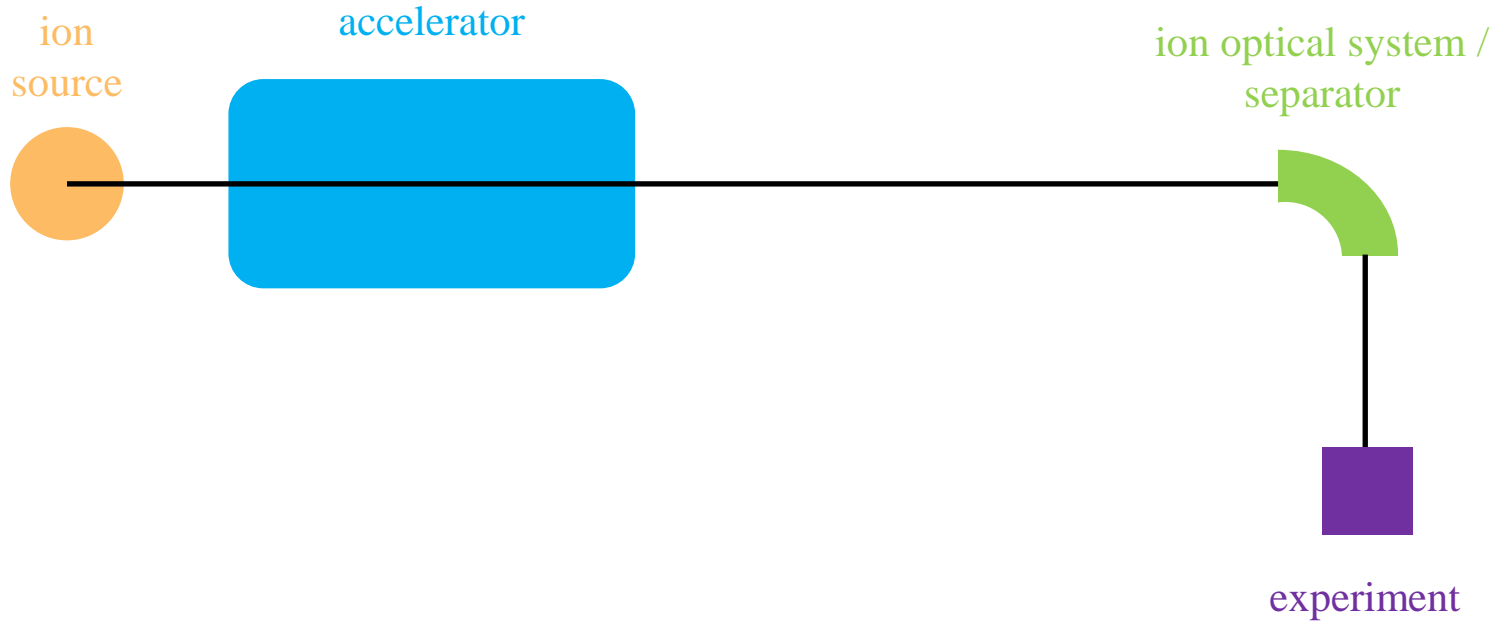 ion
source
accelerator
ion optical system /
separator
experiment